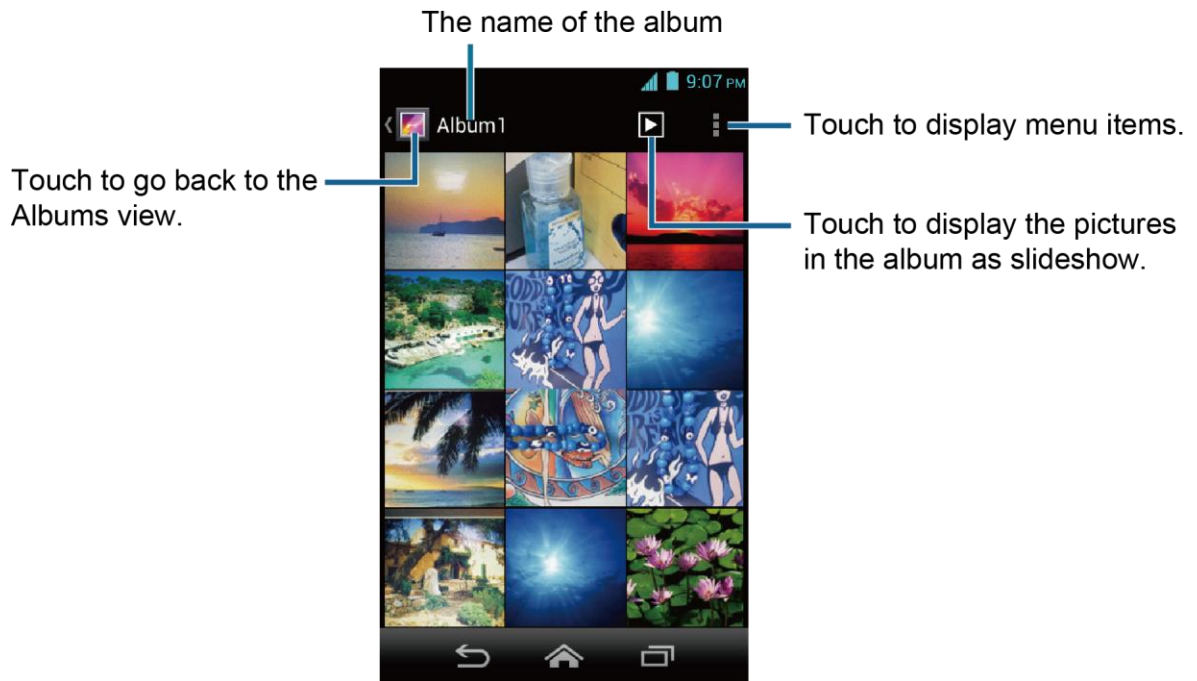 The name of the album
9:07 PM
Album1
Touch to display menu items.
Touch to go back to the
Albums view.
Touch to display the pictures
in the album as slideshow.